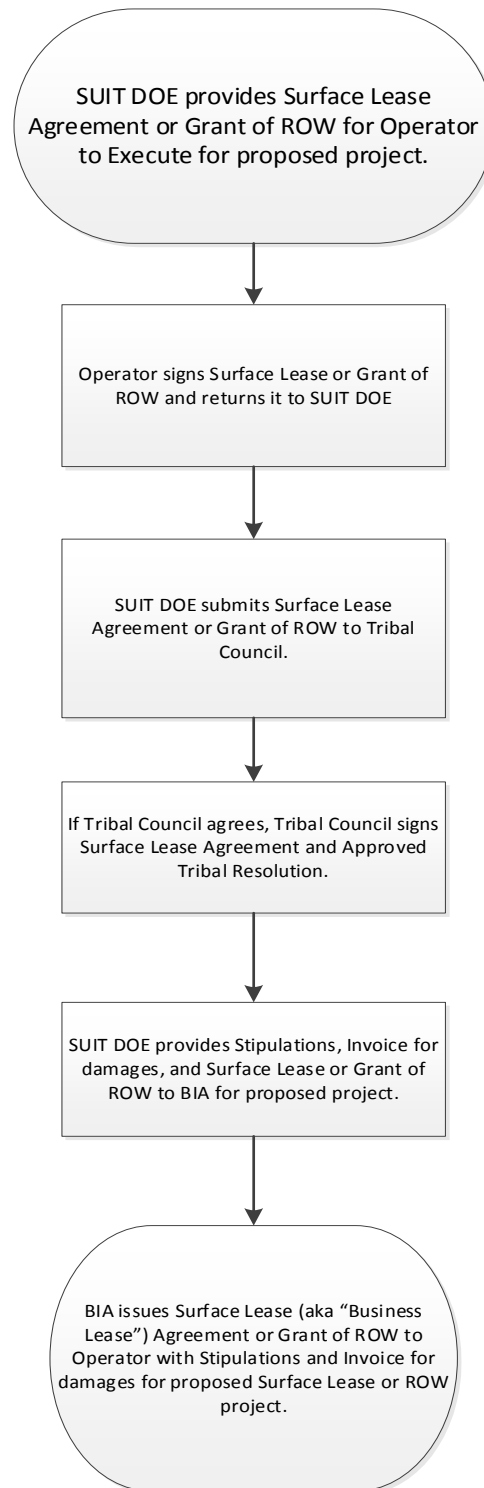 SUIT DOE provides Surface Lease
Agreement or Grant of ROW for Operator
to Execute for proposed project.
Operator signs Surface Lease or Grant of
ROW and returns it to SUIT DOE
SUIT DOE submits Surface Lease
Agreement or Grant of ROW to Tribal
Council.
If Tribal Council agrees, Tribal Council signs
Surface Lease Agreement and Approved
Tribal Resolution.
SUIT DOE provides Stipulations, Invoice for
damages, and Surface Lease or Grant of
ROW to BIA for proposed project.
BIA issues Surface Lease (aka “Business
Lease”) Agreement or Grant of ROW to
Operator with Stipulations and Invoice for
damages for proposed Surface Lease or ROW
project.